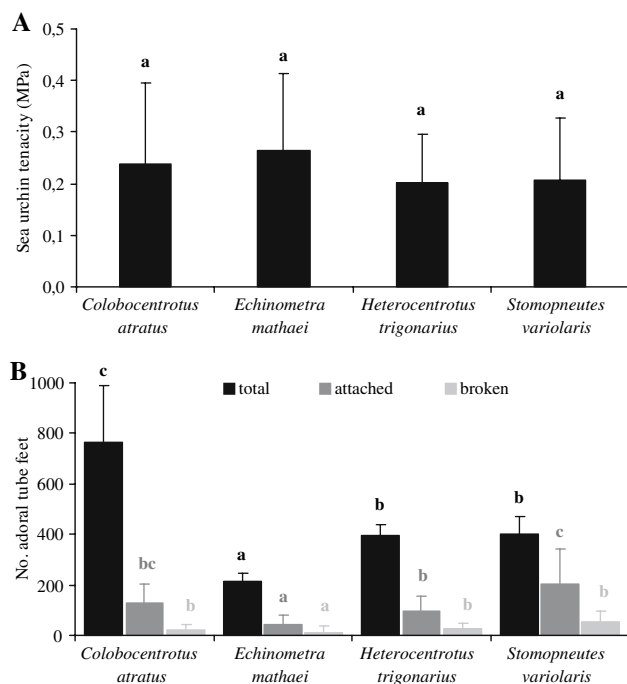 A
Sea urchin tenacity (MPa)
0,5
0,4
0,3
0,2
0,1
0,0
a
a
a
a
Colobocentrotus
atratus
Echinometra
mathaei
Heterocentrotus
trigonarius
Stomopneutes
variolaris
B
No. adoral tube feet
1000
800
600
400
200
0
total
attached
broken
c
bc
b
a
a
a
b
b
b
b
c
b
Colobocentrotus
atratus
Echinometra
mathaei
Heterocentrotus
trigonarius
Stomopneutes
variolaris